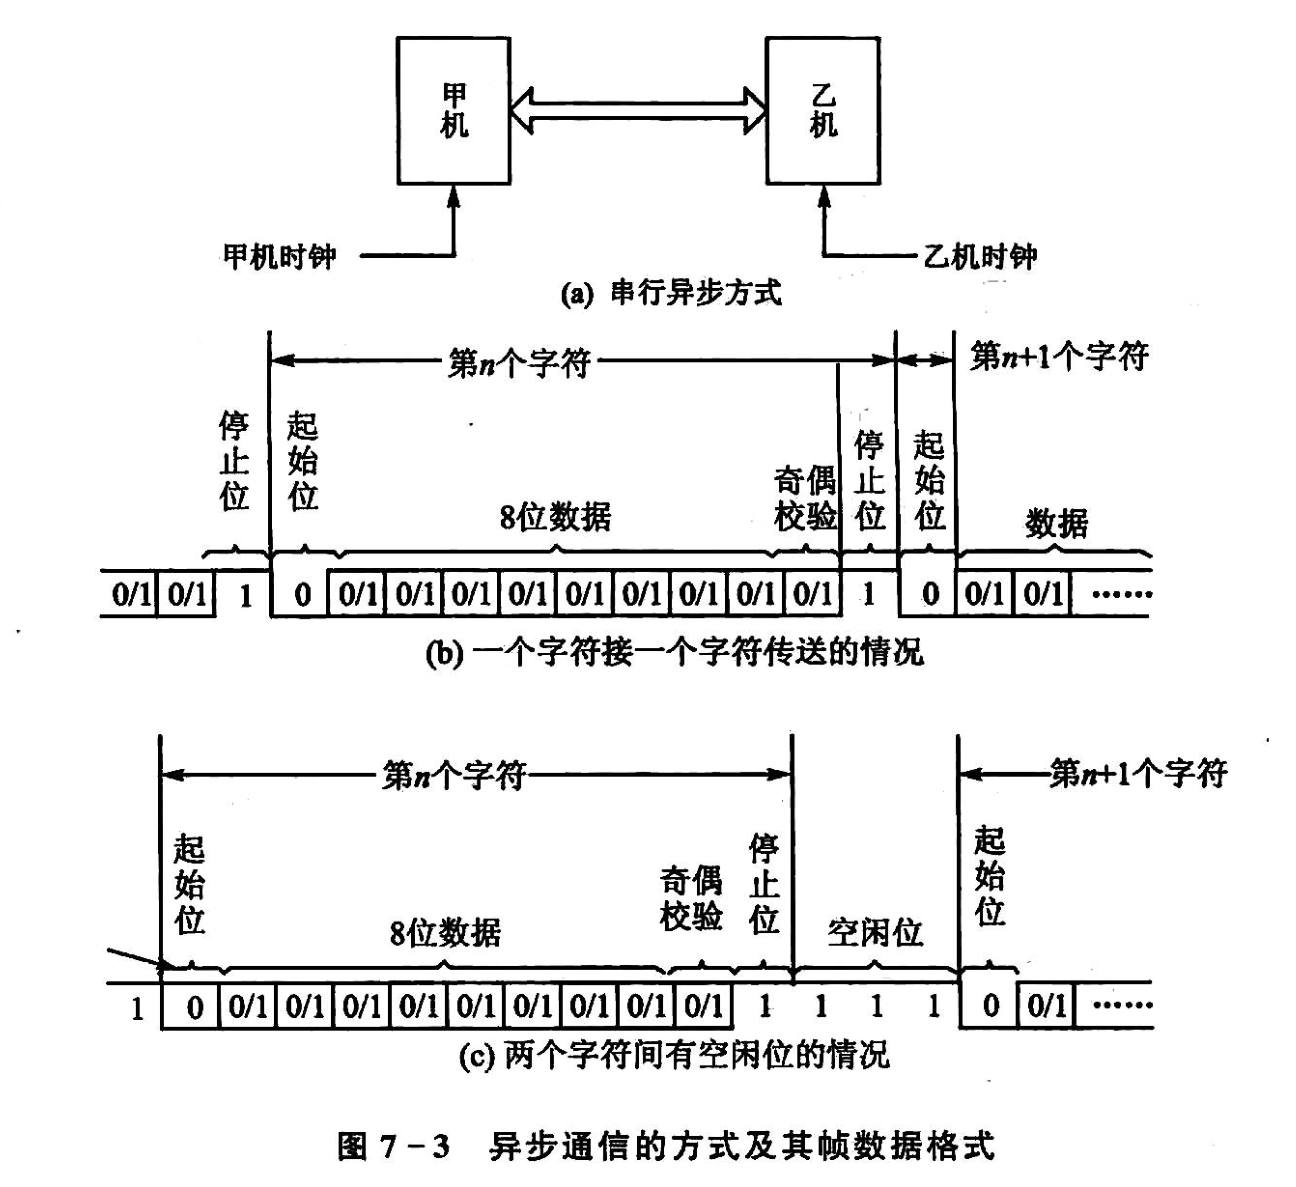 甲机
乙机
甲机时钟
乙机时钟
(a) 串行异步方式
第n个字符
第n+1个字符
停止位
起始位
8位数据
奇偶校验
停止位
起始位
数据
0/1 0/1 1 0 0/1 0/1 0/1 0/1 0/1 0/1 0/1 0/1 0/1 1 0 0/1 0/1 ······
(b) 一个字符接一个字符传送的情况
第n个字符
第n+1个字符
起始位
8位数据
奇偶校验
停止位
空闲位
起始位
1 0 0/1 0/1 0/1 0/1 0/1 0/1 0/1 0/1 0/1 1 1 1 1 0 0/1 ······
(c) 两个字符间有空闲位的情况
图 7-3 异步通信的方式及其帧数据格式